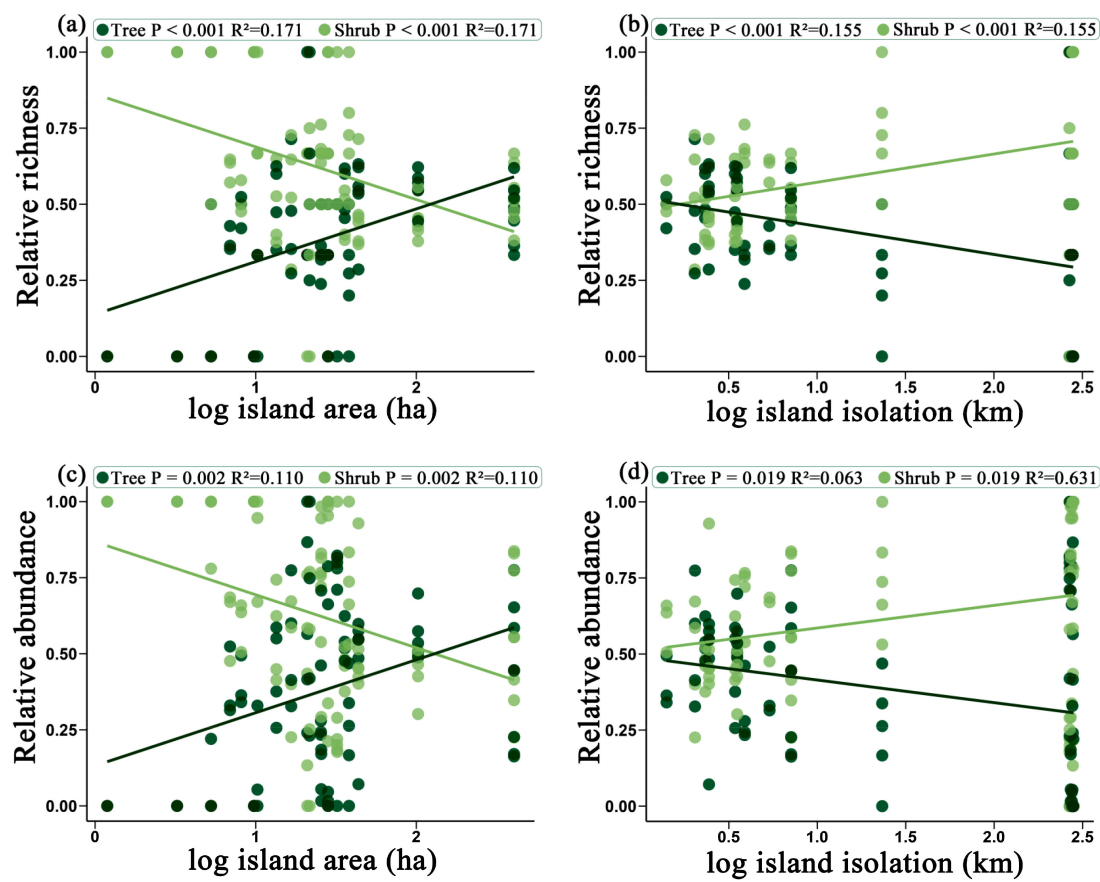 (a) Tree P < 0.001 R²=0.171 Shrub P < 0.001 R²=0.171
1.00
0.75
0.50
0.25
0.00
Relative richness
0 1 2
log island area (ha)
(b) Tree P < 0.001 R²=0.155 Shrub P < 0.001 R²=0.155
1.00
0.75
0.50
0.25
0.00
Relative richness
0.5 1.0 1.5 2.0 2.5
log island isolation (km)
(c) Tree P = 0.002 R²=0.110 Shrub P = 0.002 R²=0.110
1.00
0.75
0.50
0.25
0.00
Relative abundance
0 1 2
log island area (ha)
(d) Tree P = 0.019 R²=0.063 Shrub P = 0.019 R²=0.631
1.00
0.75
0.50
0.25
0.00
Relative abundance
0.5 1.0 1.5 2.0 2.5
log island isolation (km)